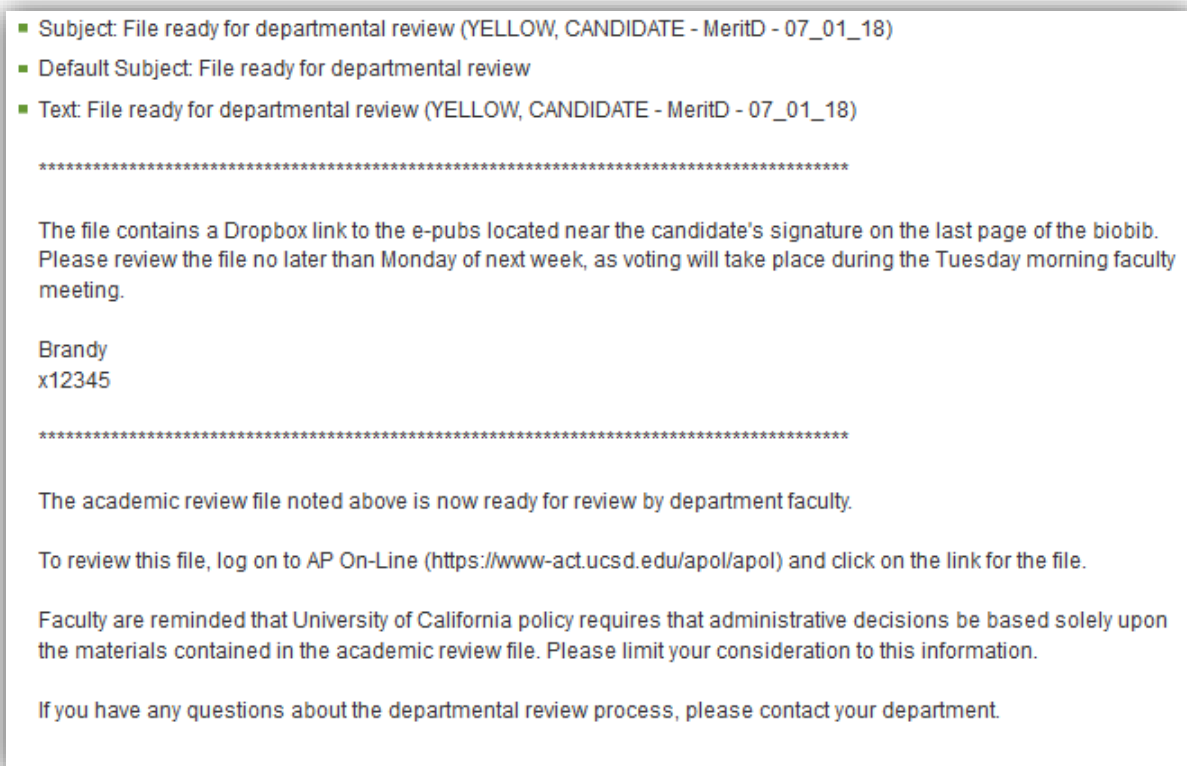 Subject: File ready for departmental review (YELLOW, CANDIDATE - MeritD - 07_01_18)
Default Subject: File ready for departmental review
Text: File ready for departmental review (YELLOW, CANDIDATE - MeritD - 07_01_18)
******************************************************************************************
The file contains a Dropbox link to the e-pubs located near the candidate's signature on the last page of the biobib.
Please review the file no later than Monday of next week, as voting will take place during the Tuesday morning faculty
meeting.
Brandy
x12345
******************************************************************************************
The academic review file noted above is now ready for review by department faculty.
To review this file, log on to AP On-Line (https://www-act.ucsd.edu/apol/apol) and click on the link for the file.
Faculty are reminded that University of California policy requires that administrative decisions be based solely upon
the materials contained in the academic review file. Please limit your consideration to this information.
If you have any questions about the departmental review process, please contact your department.